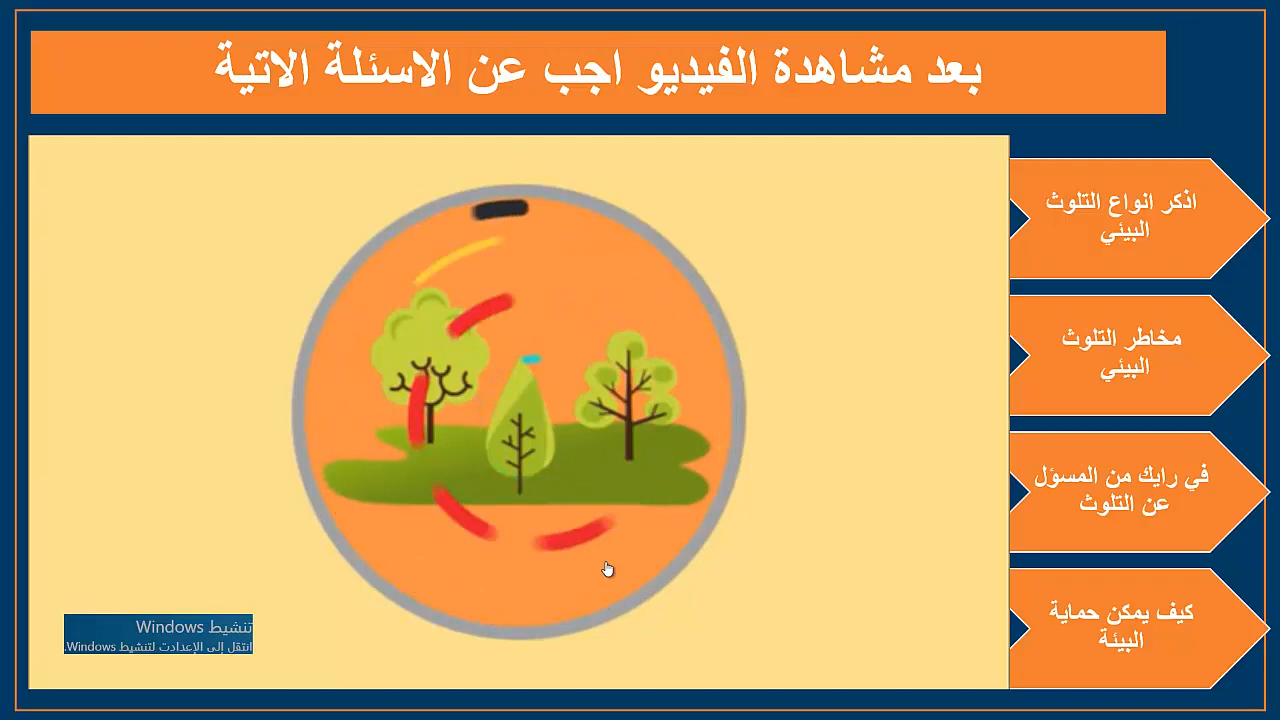 بعد مشاهدة الفيديو اجب عن الاسئلة الاتية
اذكر انواع التلوث
البيئي
مخاطر التلوث
البيئي
في رايك من المسؤل
عن التلوث
كيف يمكن حماية
البيئة
تنشيط Windows
انتقل إلى الإعدادت لتنشيط Windows.